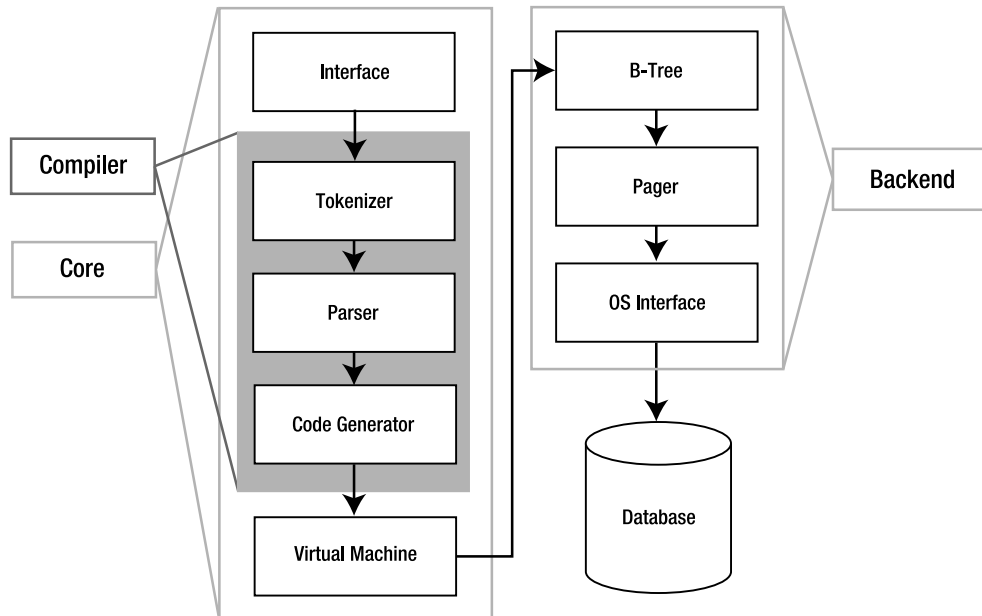 Compiler
Core
Interface
Tokenizer
Parser
Code Generator
Virtual Machine
B-Tree
Pager
OS Interface
Database
Backend